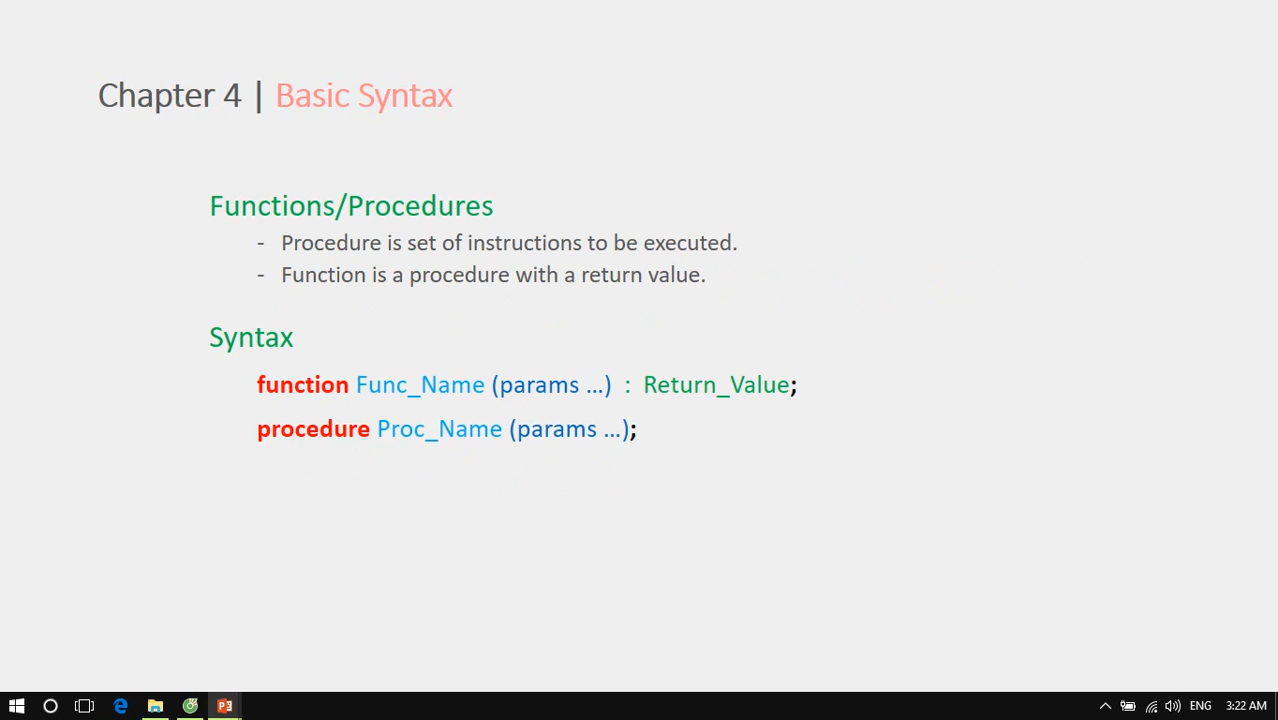 Chapter 4 | Basic Syntax
Functions/Procedures
- Procedure is set of instructions to be executed.
- Function is a procedure with a return value.
Syntax
function Func_Name (params ...) : Return_Value;
procedure Proc_Name (params ...);
ENG 3:22 AM